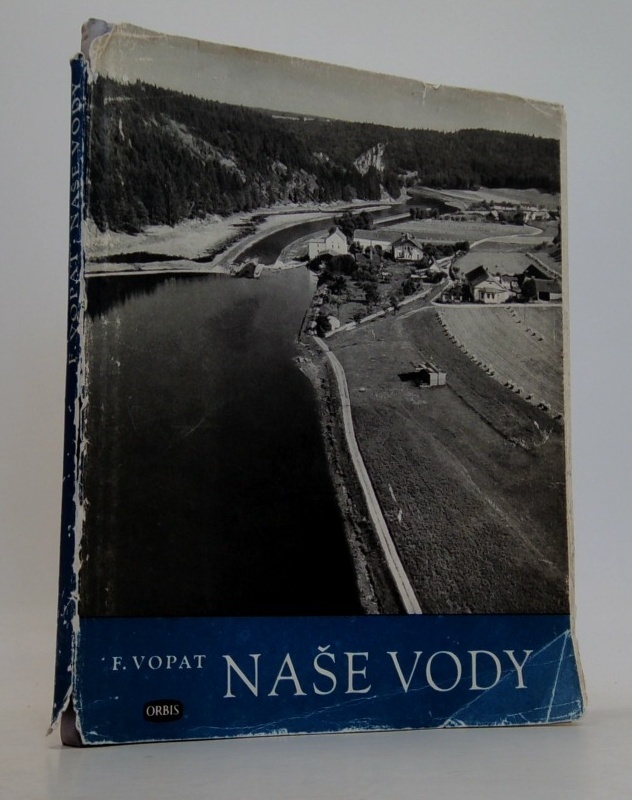 F. VOPAT: NAŠE VODY
F. VOPAT NAŠE VODY
ORBIS